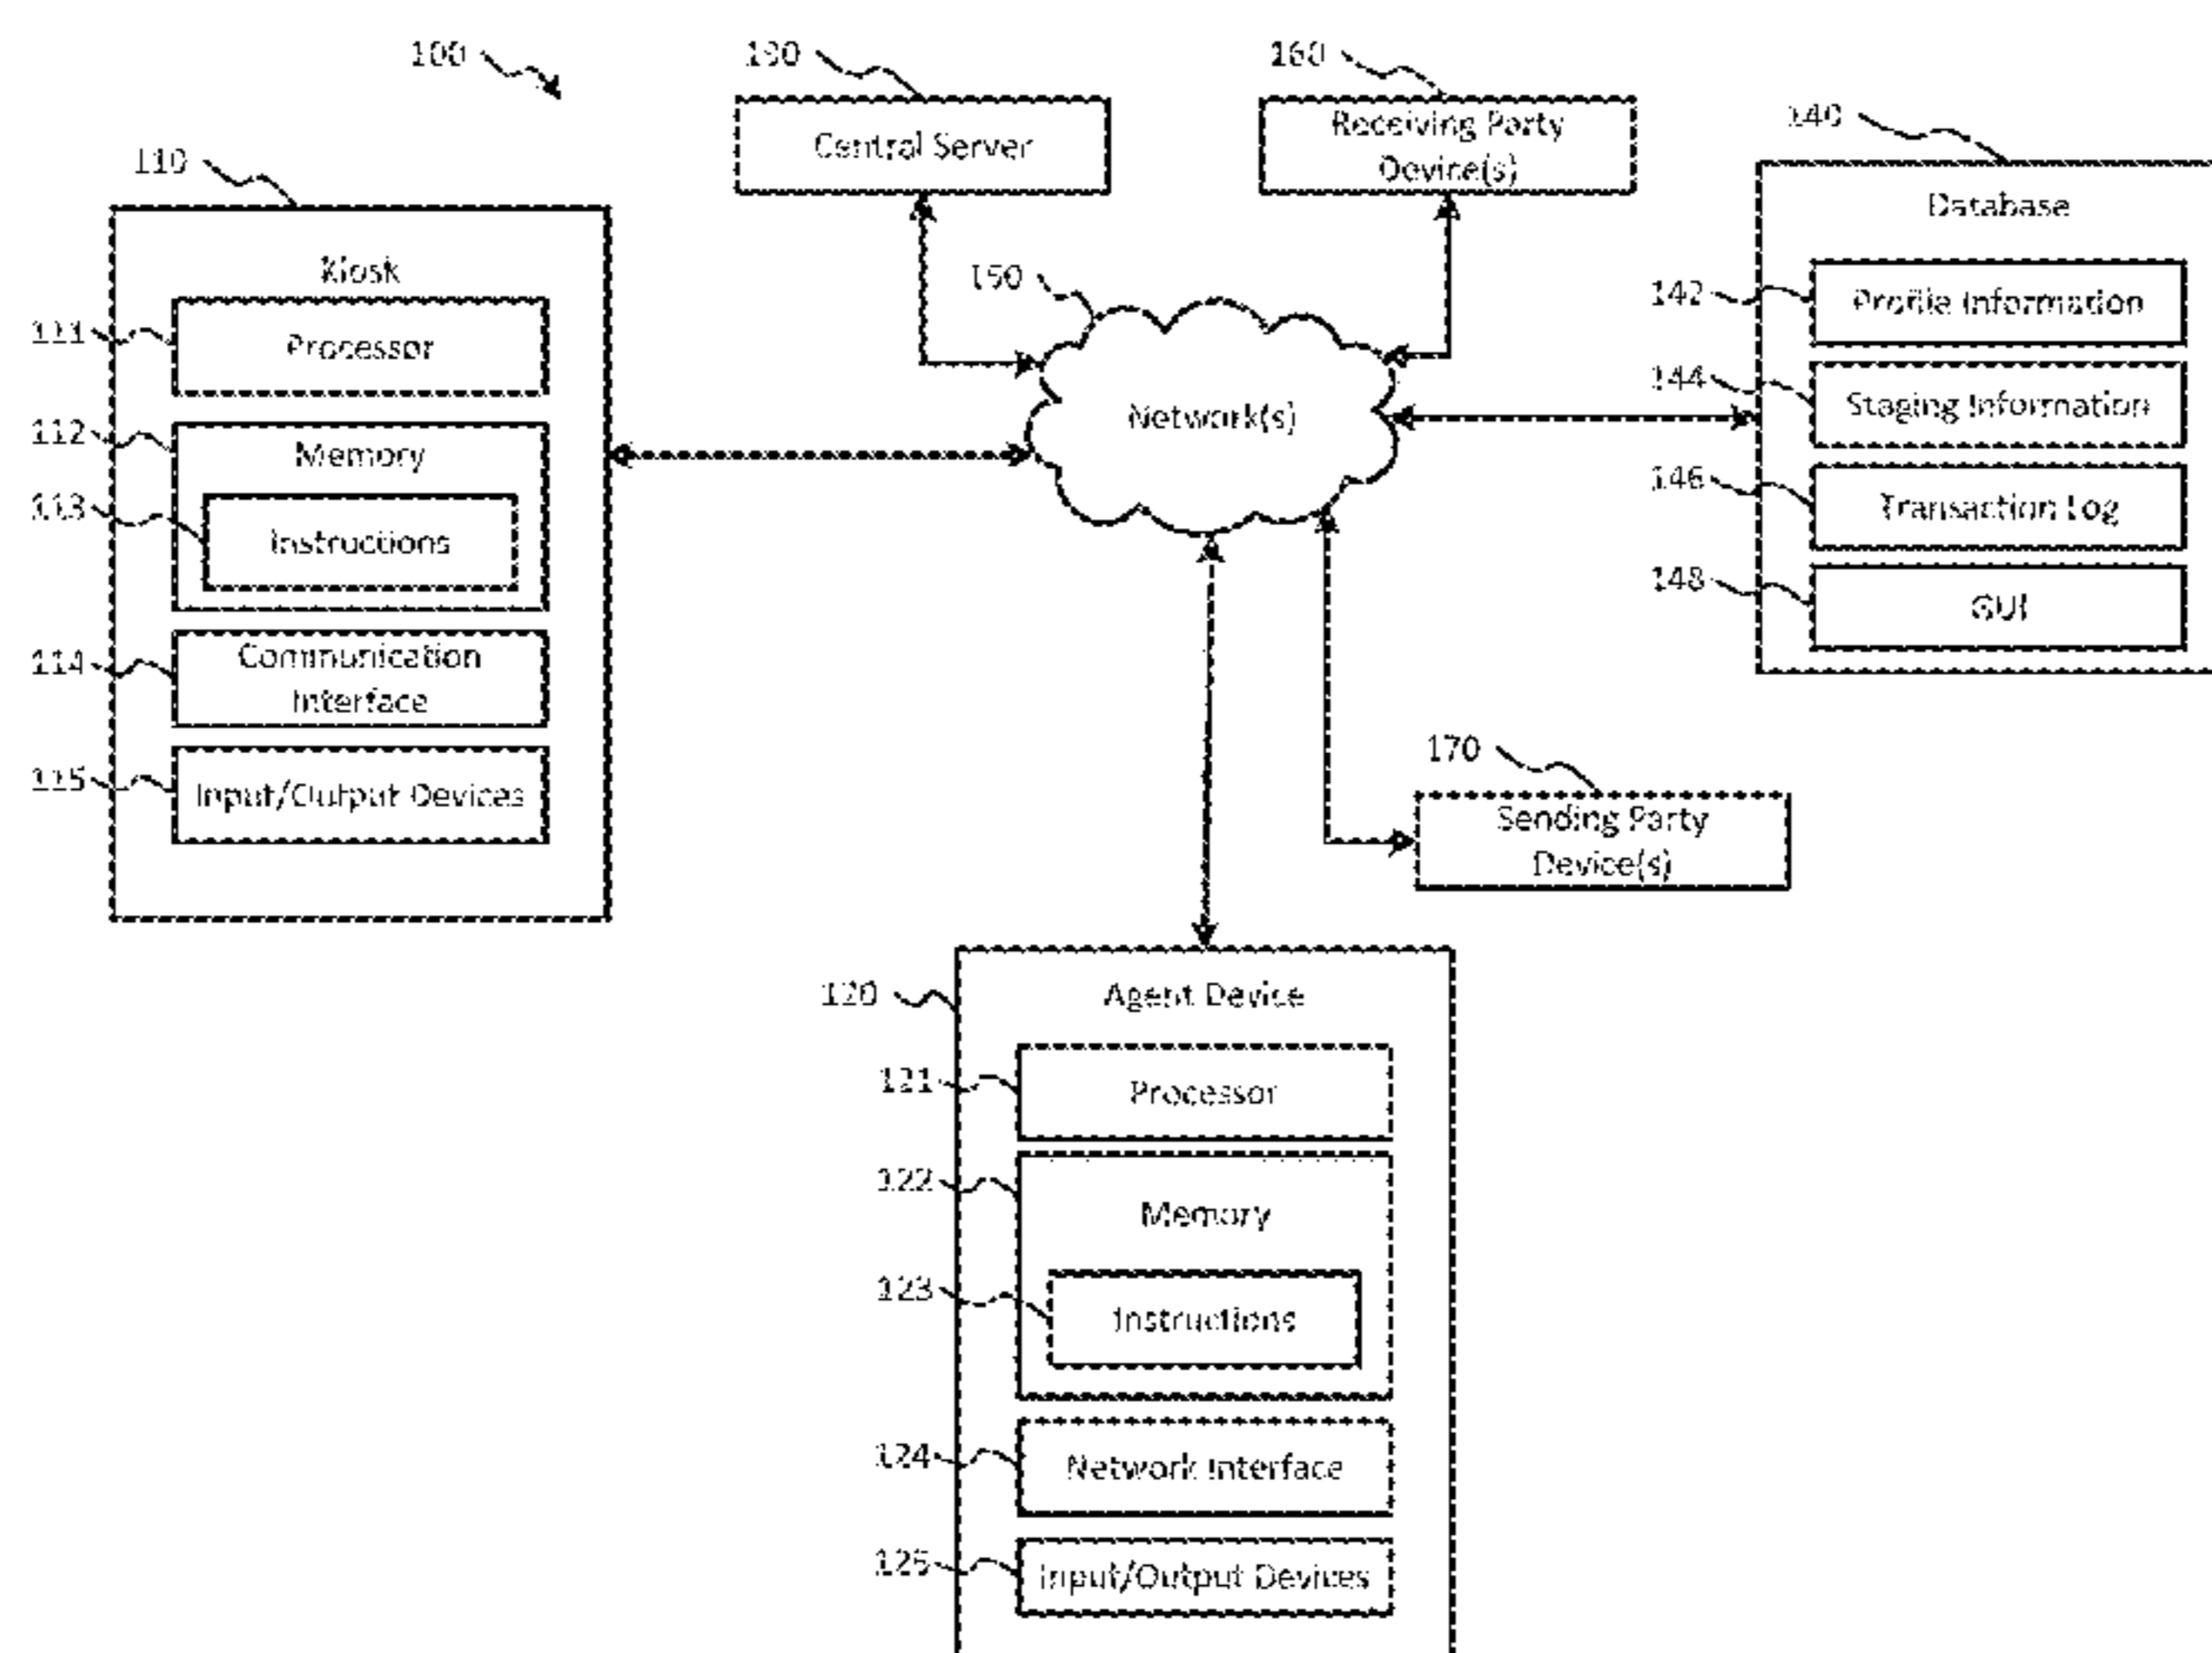 100
190
160
140
110
Central Server
Receiving Party
Device(s)
Database
Kiosk
150
142
Profile Information
111
Processor
144
Staging Information
Network(s)
112
Memory
146
Transaction Log
113
Instructions
148
GUI
114
Communication
Interface
170
115
Input/Output Devices
Sending Party
Device(s)
120
Agent Device
121
Processor
122
Memory
123
Instructions
124
Network Interface
125
Input/Output Devices